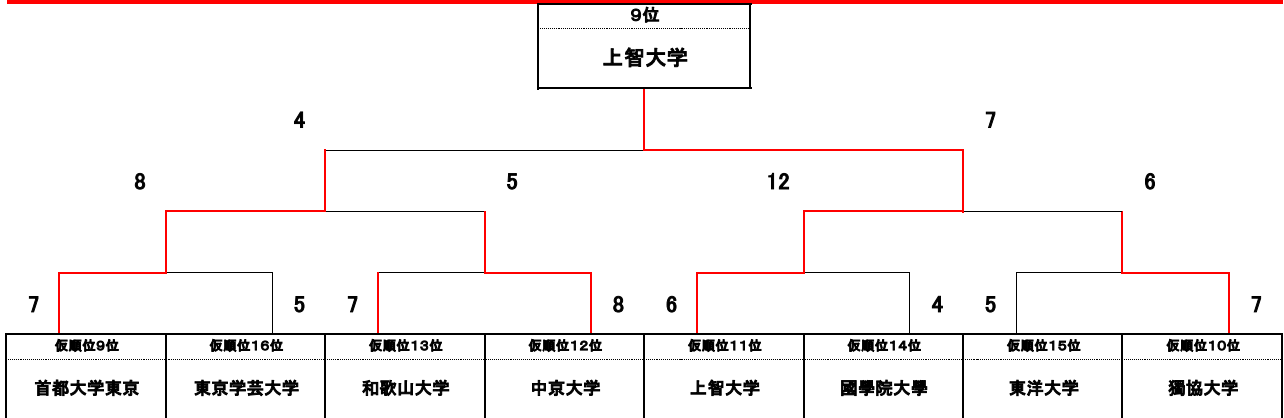 9位
上智大学
4 7
8 5 12 6
7 5 7 8 6 4 5 7
仮順位9位 仮順位16位 仮順位13位 仮順位12位 仮順位11位 仮順位14位 仮順位15位 仮順位10位
首都大学東京 東京学芸大学 和歌山大学 中京大学 上智大学 國學院大學 東洋大学 獨協大学